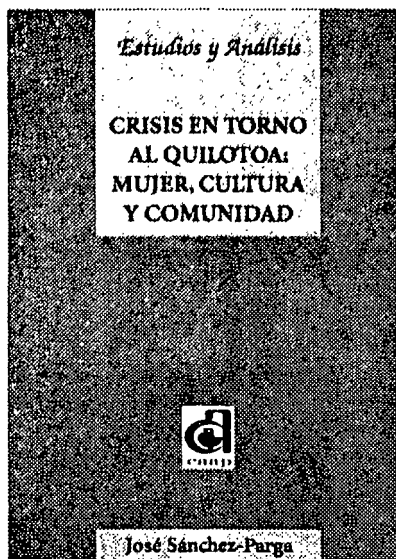 Estudios y Análisis
CRISIS EN TORNO
AL QUILOTOA:
MUJER, CULTURA
Y COMUNIDAD
caap
José Sánchez-Parga